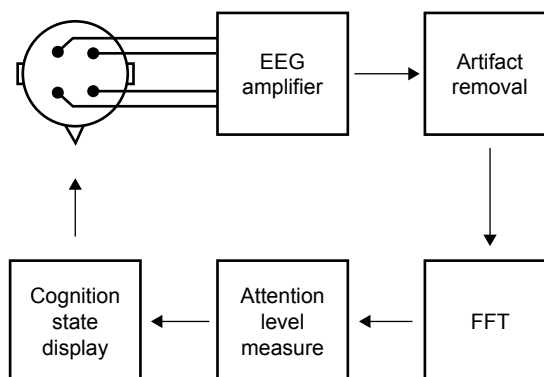 EEG
amplifier
Artifact
removal
Cognition
state
display
Attention
level
measure
FFT